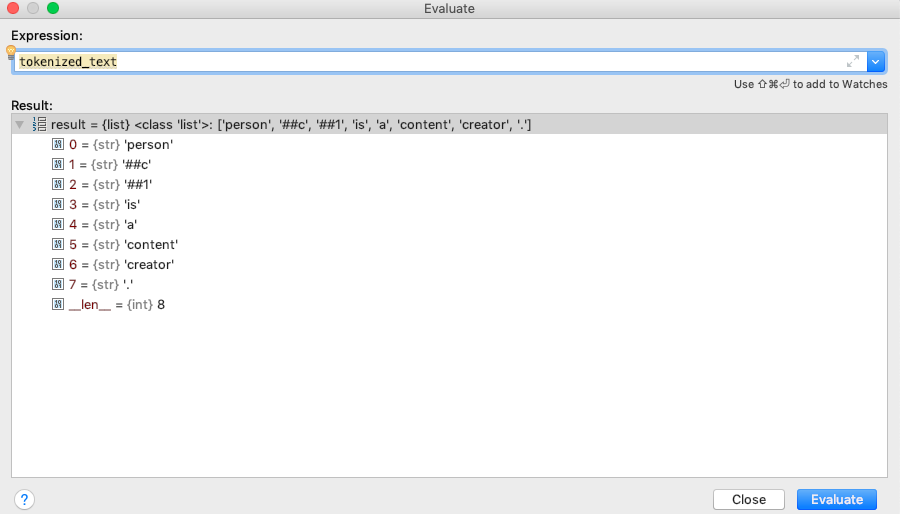 Evaluate
Expression:
tokenized_text
Use ⇧⌘⏎ to add to Watches
Result:
result = {list} <class 'list'>: ['person', '##c', '##1', 'is', 'a', 'content', 'creator', '.']
0 = {str} 'person'
1 = {str} '##c'
2 = {str} '##1'
3 = {str} 'is'
4 = {str} 'a'
5 = {str} 'content'
6 = {str} 'creator'
7 = {str} '.'
__len__ = {int} 8
?
Close
Evaluate